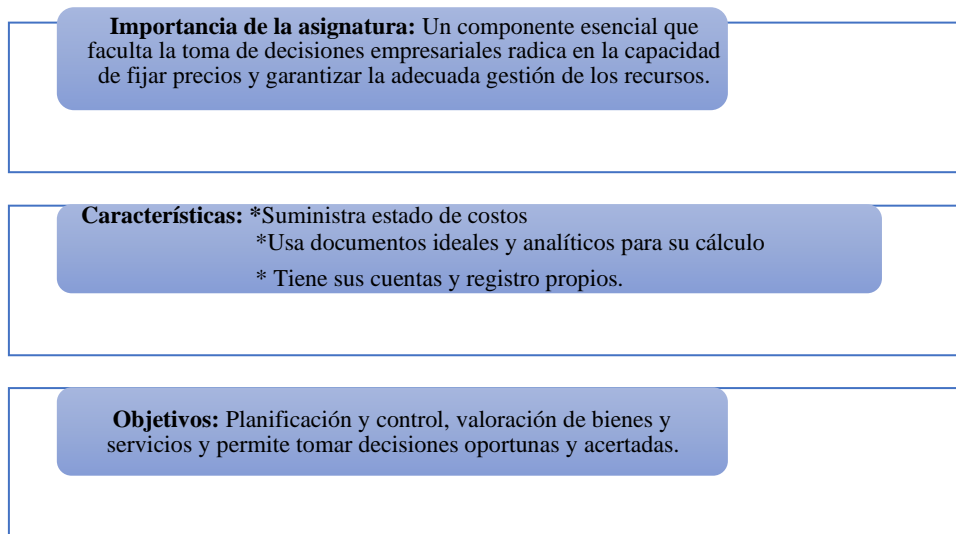 Importancia de la asignatura: Un componente esencial que
faculta la toma de decisiones empresariales radica en la capacidad
de fijar precios y garantizar la adecuada gestión de los recursos.
Características: *Suministra estado de costos
*Usa documentos ideales y analíticos para su cálculo
* Tiene sus cuentas y registro propios.
Objetivos: Planificación y control, valoración de bienes y
servicios y permite tomar decisiones oportunas y acertadas.